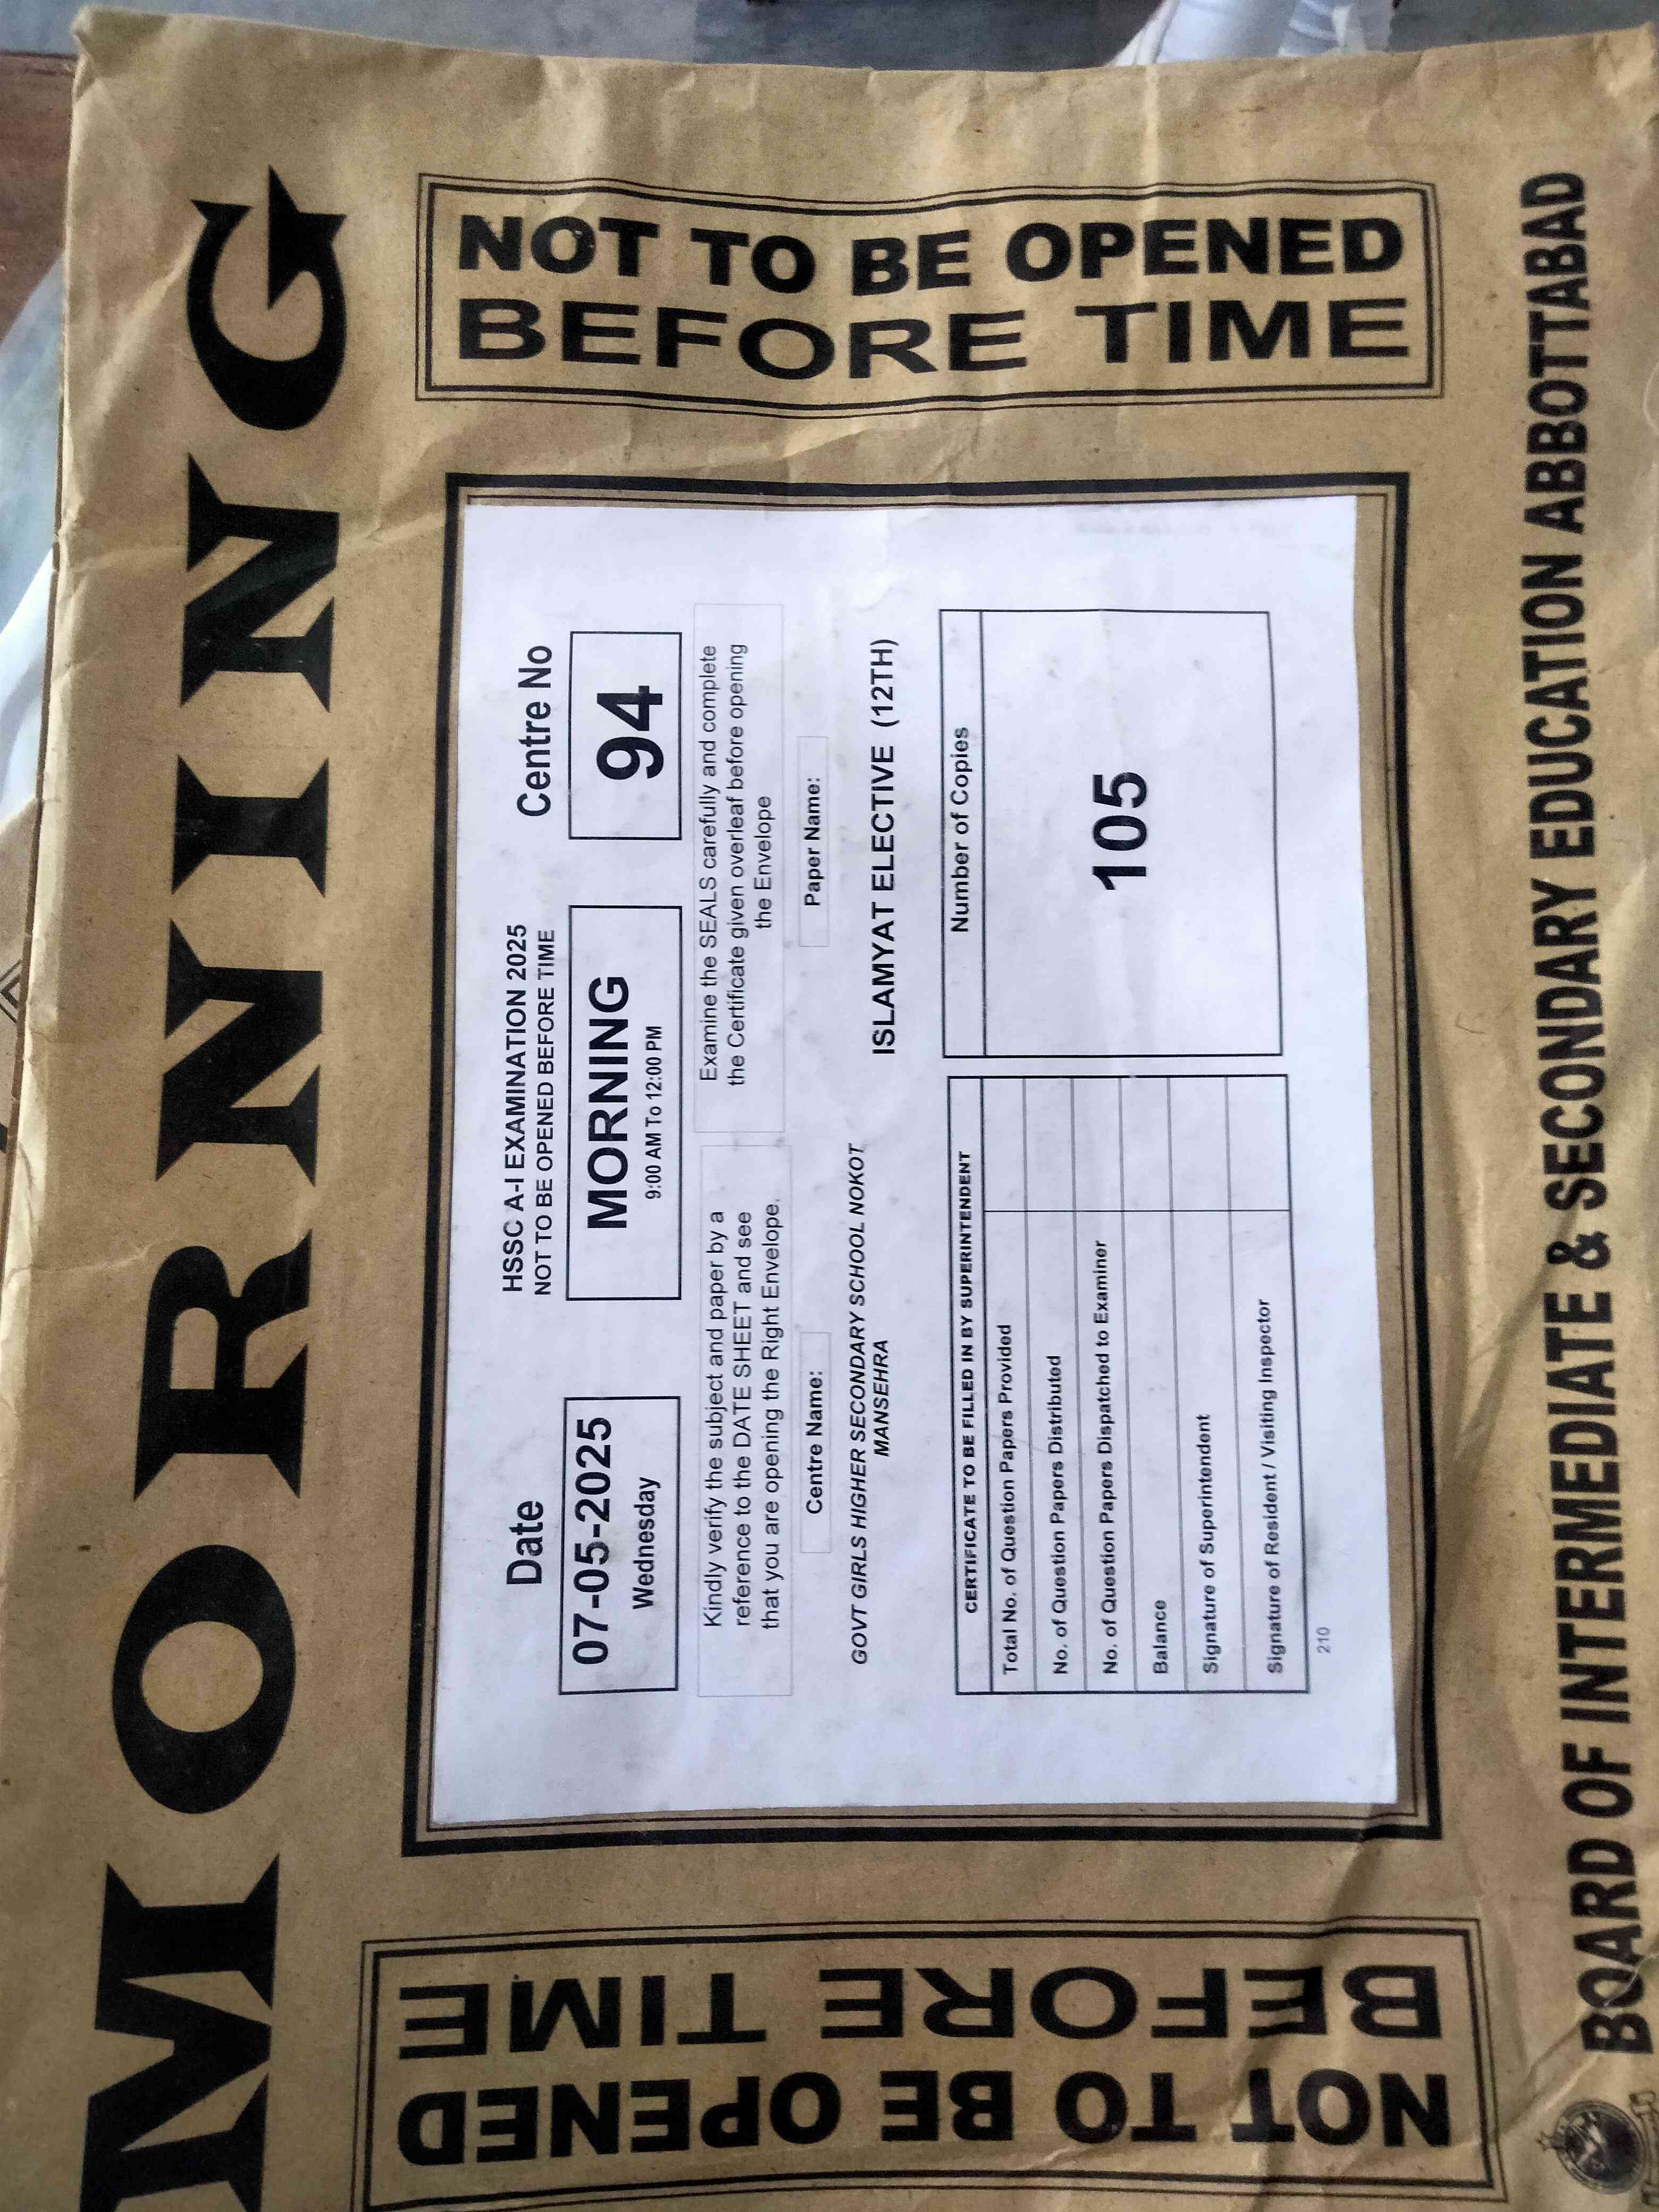 MORNING
NOT TO BE OPENED
BEFORE TIME
HSSC A-I EXAMINATION 2025
NOT TO BE OPENED BEFORE TIME
Date
07-05-2025
Wednesday
MORNING
9:00 AM To 12:00 PM
Centre No
94
Kindly verify the subject and paper by a
reference to the DATE SHEET and see
that you are opening the Right Envelope.
Examine the SEALS carefully and complete
the Certificate given overleaf before opening
the Envelope
Centre Name:
GOVT GIRLS HIGHER SECONDARY SCHOOL NOKOT
MANSEHRA
Paper Name:
ISLAMYAT ELECTIVE (12TH)
CERTIFICATE TO BE FILLED IN BY SUPERINTENDENT
Total No. of Question Papers Provided
No. of Question Papers Distributed
No. of Question Papers Dispatched to Examiner
Balance
Signature of Superintendent
Signature of Resident / Visiting Inspector
Number of Copies
105
210
NOT TO BE OPENED
BEFORE TIME
BOARD OF INTERMEDIATE & SECONDARY EDUCATION ABBOTTABAD